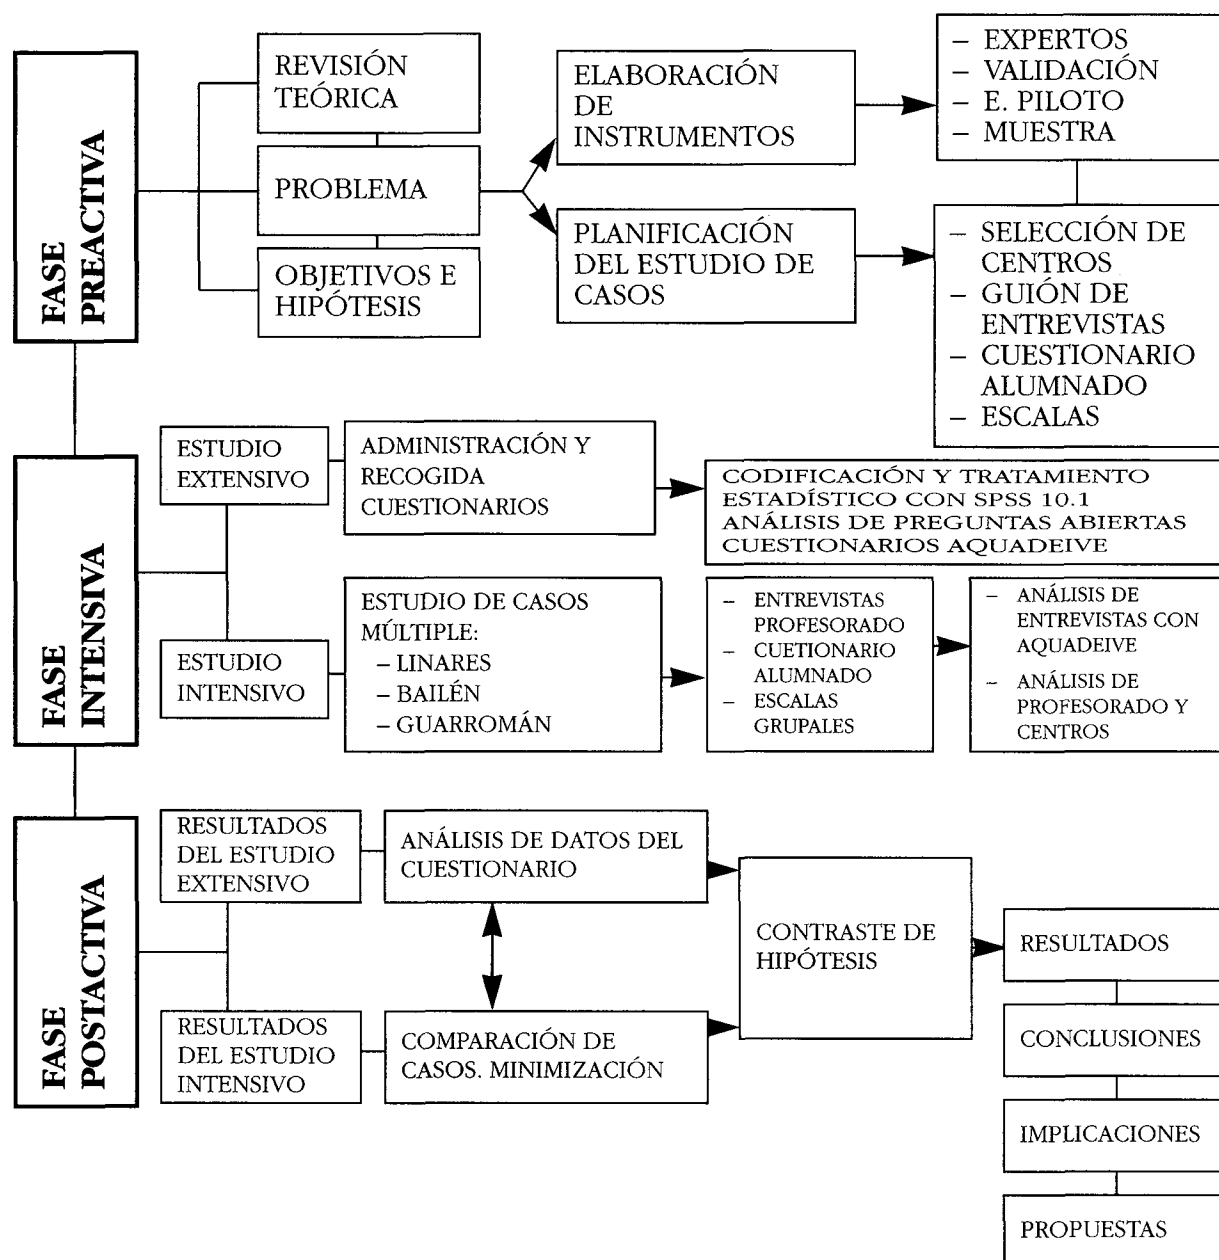 FASE
PREACTIVA
REVISIÓN
TEÓRICA
PROBLEMA
OBJETIVOS E
HIPÓTESIS
ELABORACIÓN
DE
INSTRUMENTOS
PLANIFICACIÓN
DEL ESTUDIO DE
CASOS
– EXPERTOS
– VALIDACIÓN
– E. PILOTO
– MUESTRA
– SELECCIÓN DE
CENTROS
– GUIÓN DE
ENTREVISTAS
– CUESTIONARIO
ALUMNADO
– ESCALAS
FASE
INTENSIVA
ESTUDIO
EXTENSIVO
ADMINISTRACIÓN Y
RECOGIDA
CUESTIONARIOS
CODIFICACIÓN Y TRATAMIENTO
ESTADÍSTICO CON SPSS 10.1
ANÁLISIS DE PREGUNTAS ABIERTAS
CUESTIONARIOS AQUADEIVE
ESTUDIO
INTENSIVO
ESTUDIO DE CASOS
MÚLTIPLE:
– LINARES
– BAILÉN
– GUARROMÁN
– ENTREVISTAS
PROFESORADO
– CUETIONARIO
ALUMNADO
– ESCALAS
GRUPALES
– ANÁLISIS DE
ENTREVISTAS CON
AQUADEIVE
– ANÁLISIS DE
PROFESORADO Y
CENTROS
FASE
POSTACTIVA
RESULTADOS
DEL ESTUDIO
EXTENSIVO
ANÁLISIS DE DATOS DEL
CUESTIONARIO
RESULTADOS
DEL ESTUDIO
INTENSIVO
COMPARACIÓN DE
CASOS. MINIMIZACIÓN
CONTRASTE DE
HIPÓTESIS
RESULTADOS
CONCLUSIONES
IMPLICACIONES
PROPUESTAS